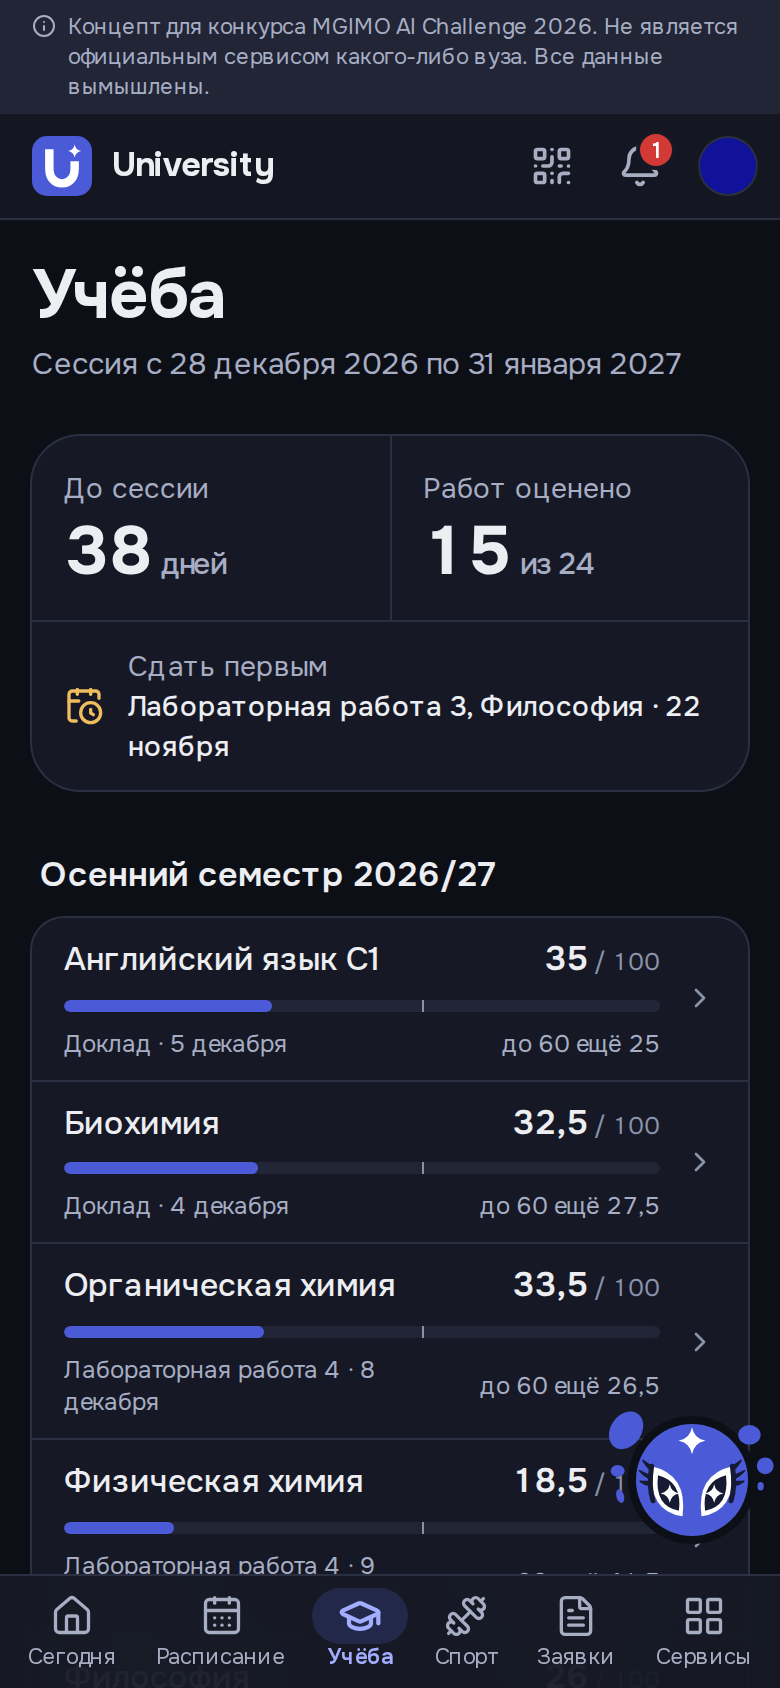 Концепт для конкурса MGIMO AI Challenge 2026. Не является
официальным сервисом какого-либо вуза. Все данные
вымышлены.
University
1
Учёба
Сессия с 28 декабря 2026 по 31 января 2027
До сессии
38 дней
Работ оценено
15 из 24
Сдать первым
Лабораторная работа 3, Философия · 22
ноября
Осенний семестр 2026/27
Английский язык C1 35 / 100
Доклад · 5 декабря до 60 ещё 25
Биохимия 32,5 / 100
Доклад · 4 декабря до 60 ещё 27,5
Органическая химия 33,5 / 100
Лабораторная работа 4 · 8
декабря
до 60 ещё 26,5
Физическая химия 18,5 / 1
Лабораторная работа 4 · 9
Философия 26 / 100
Сегодня Расписание Учёба Спорт Заявки Сервисы